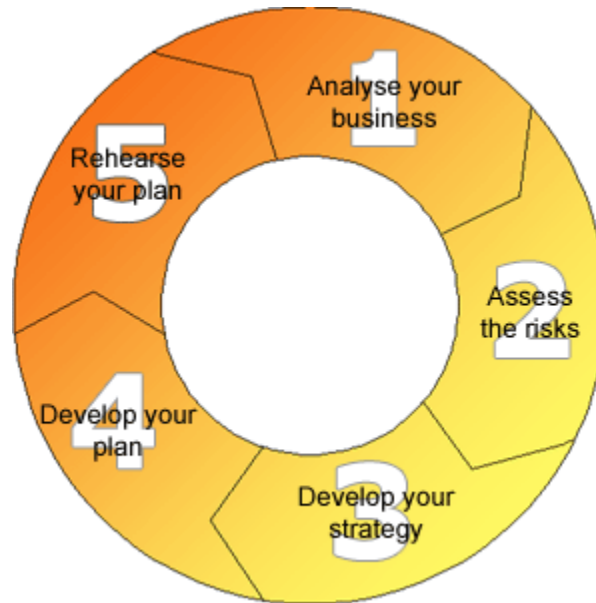 1
Analyse your
business
2
Assess
the risks
3
Develop your
strategy
4
Develop your
plan
5
Rehearse
your plan